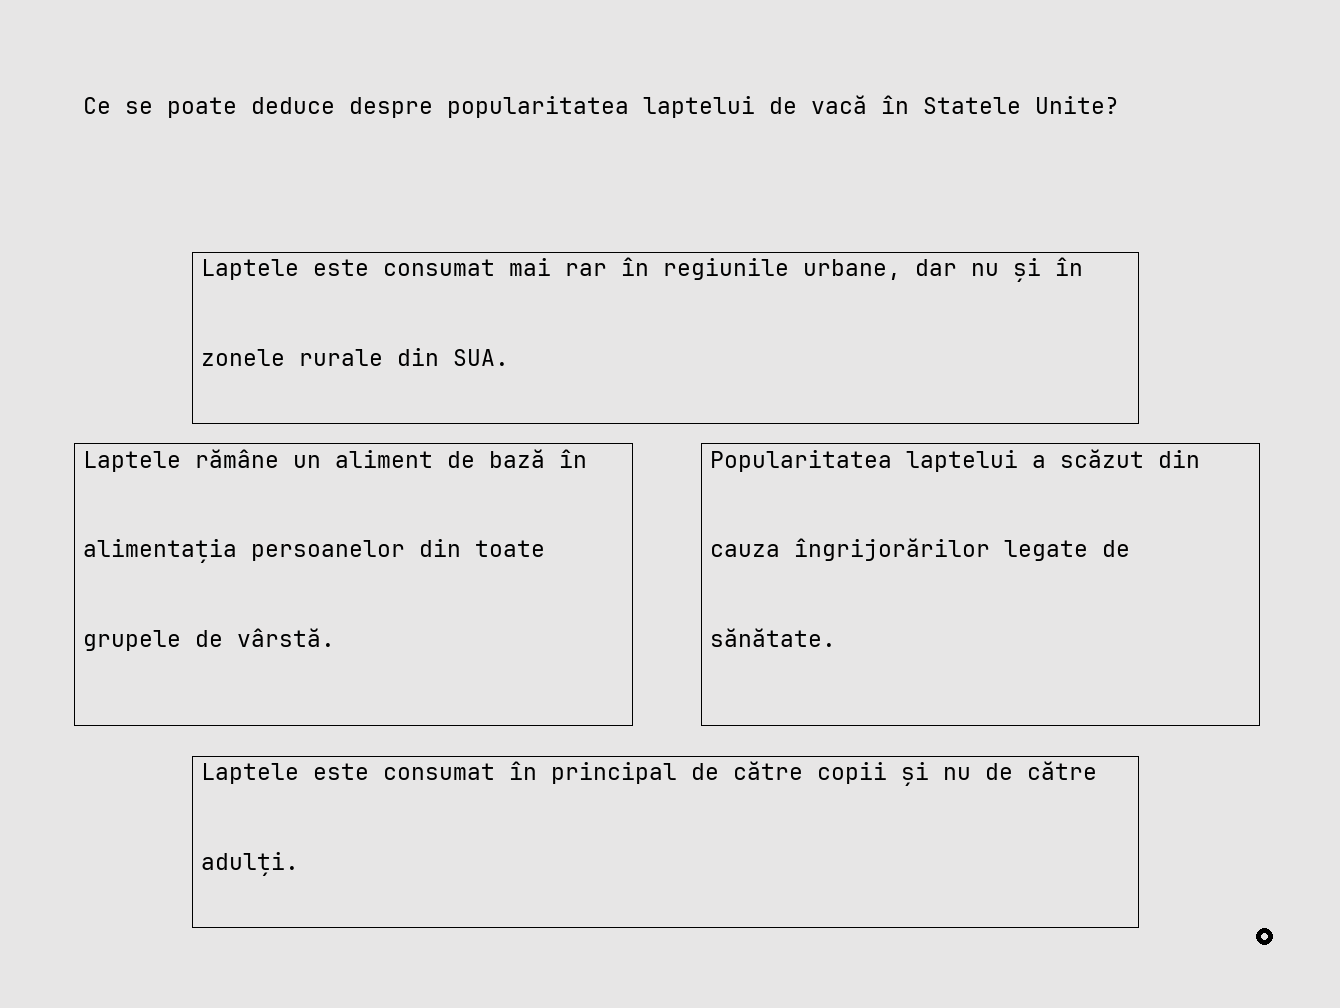 Ce se poate deduce despre popularitatea laptelui de vacă în Statele Unite?
Laptele este consumat mai rar în regiunile urbane, dar nu și în
zonele rurale din SUA.
Laptele rămâne un aliment de bază în
alimentația persoanelor din toate
grupele de vârstă.
Popularitatea laptelui a scăzut din
cauza îngrijorărilor legate de
sănătate.
Laptele este consumat în principal de către copii și nu de către
adulți.